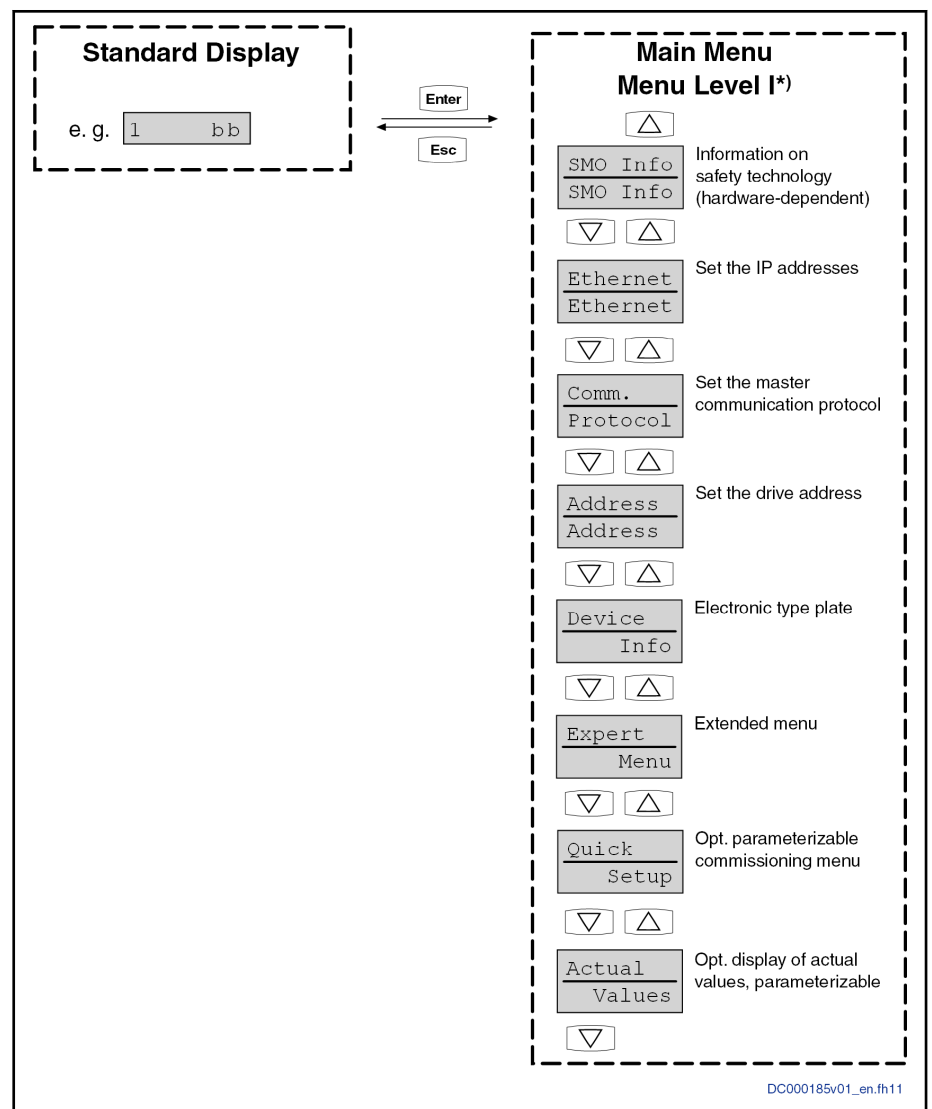 Standard Display
e. g.
1 bb
Enter
Esc
Main Menu
Menu Level I*)
SMO Info
SMO Info
Information on
safety technology
(hardware-dependent)
Ethernet
Ethernet
Set the IP addresses
Comm.
Protocol
Set the master
communication protocol
Address
Address
Set the drive address
Device
Info
Electronic type plate
Expert
Menu
Extended menu
Quick
Setup
Opt. parameterizable
commissioning menu
Actual
Values
Opt. display of actual
values, parameterizable
DC000185v01_en.fh11